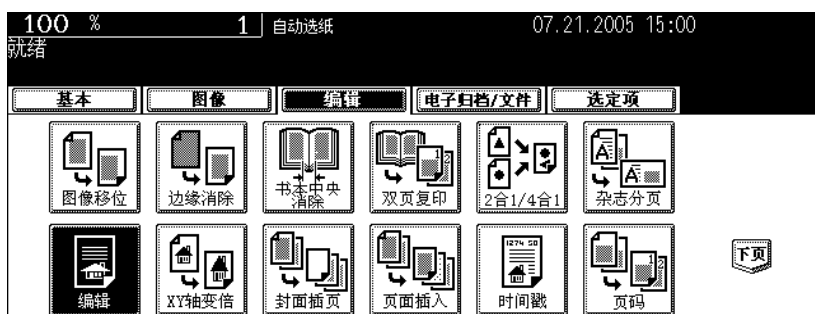 100 % 1 自动选纸 07.21.2005 15:00
就绪
基本 图像 编辑 电子归档/文件 选定项
图像移位 边缘消除 书本中央消除 双页复印 2合1/4合1 杂志分页
编辑 XY轴变倍 封面插页 页面插入 时间戳 页码 下页